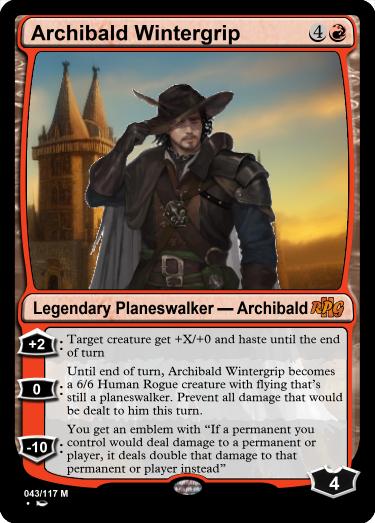 Archibald Wintergrip 4
Legendary Planeswalker — Archibald RPG
+2 : Target creature get +X/+0 and haste until the end
of turn
Until end of turn, Archibald Wintergrip becomes
0 : a 6/6 Human Rogue creature with flying that's
still a planeswalker. Prevent all damage that would
be dealt to him this turn.
You get an emblem with "If a permanent you
control would deal damage to a permanent or
-10 : player, it deals double that damage to that
permanent or player instead"
4
043/117 M